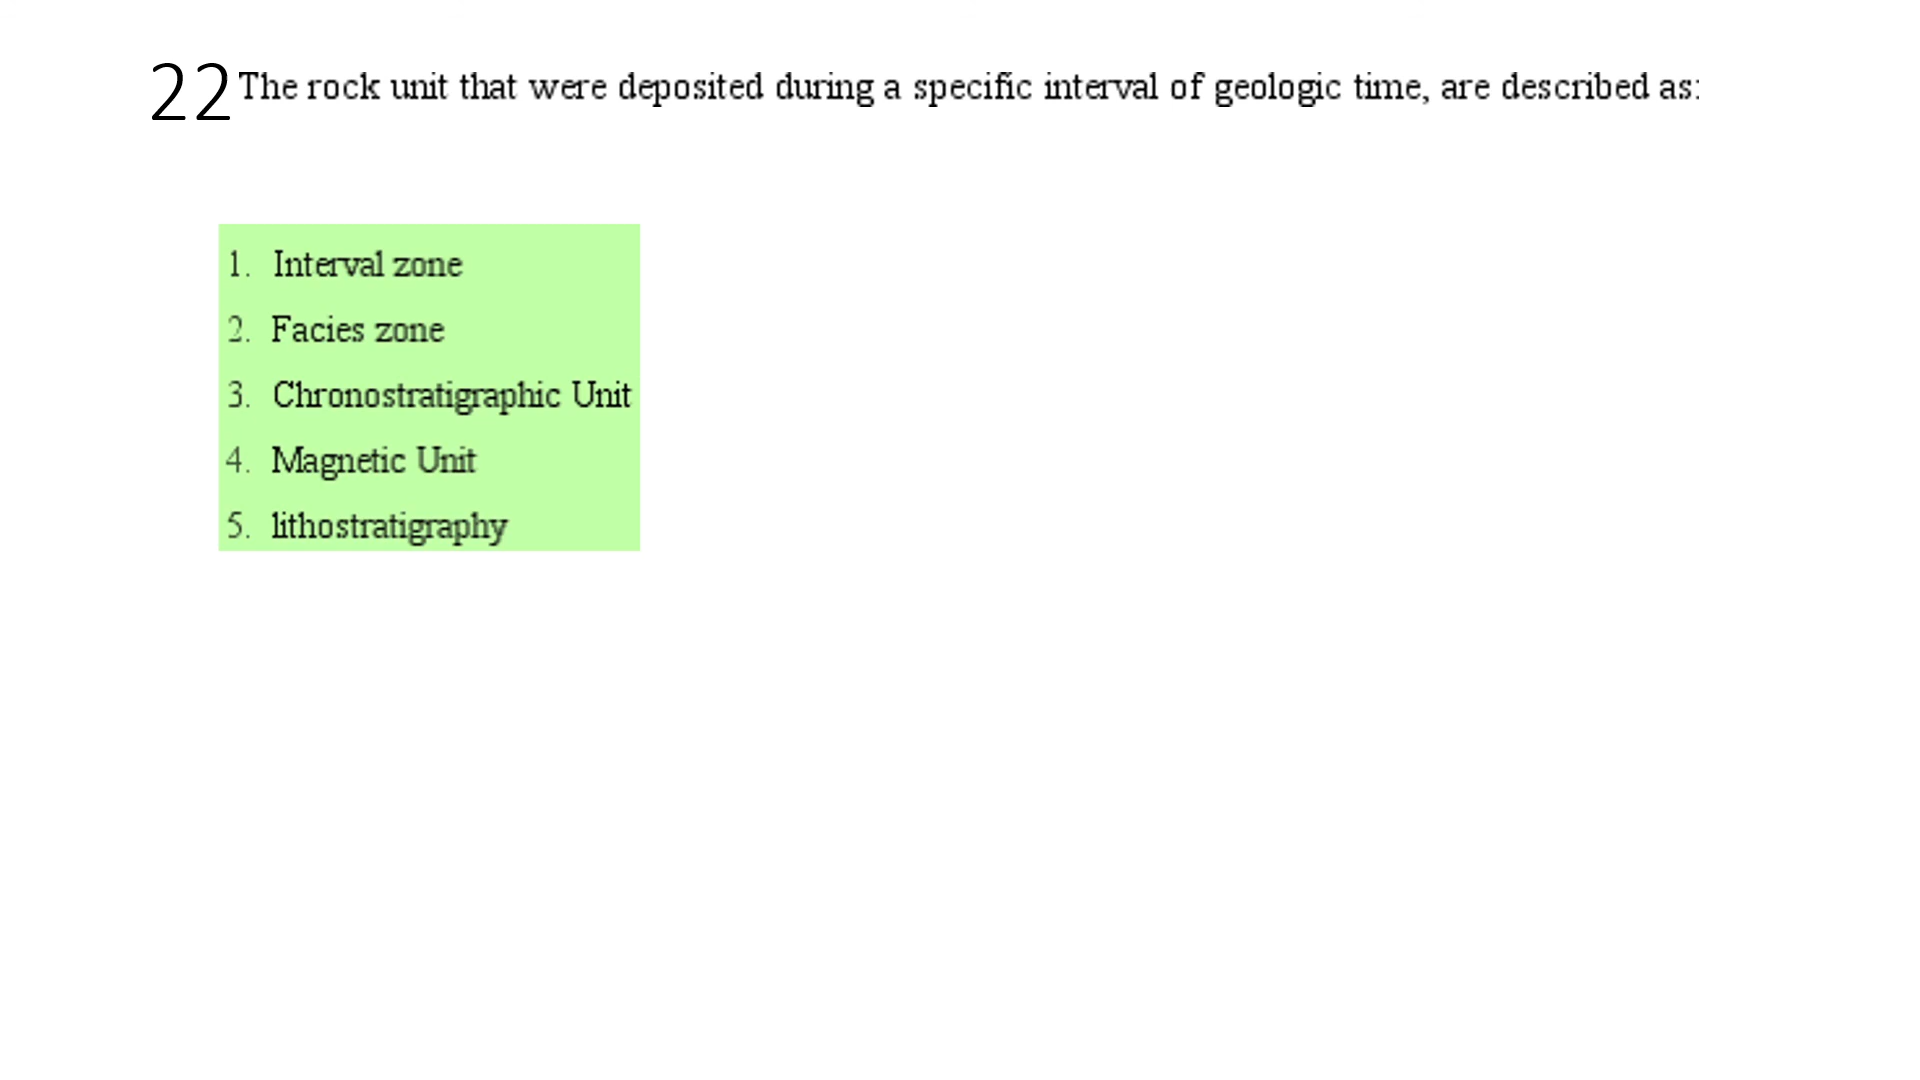 22 The rock unit that were deposited during a specific interval of geologic time, are described as:
1. Interval zone
2. Facies zone
3. Chronostratigraphic Unit
4. Magnetic Unit
5. lithostratigraphy